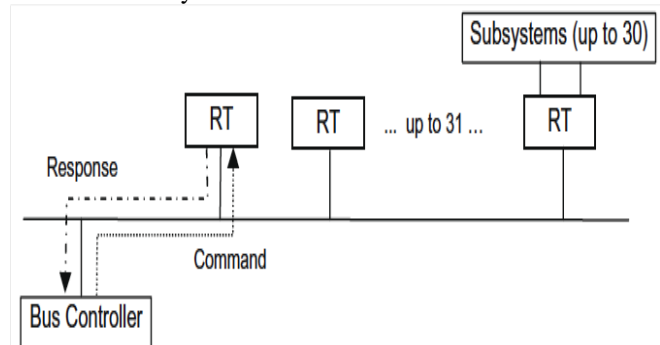 Subsystems (up to 30)
RT
RT
... up to 31 ...
RT
Response
Command
Bus Controller